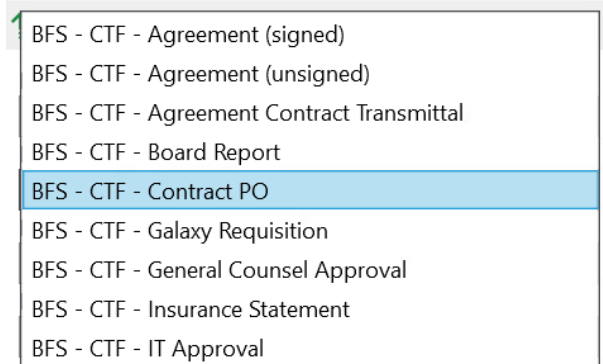 BFS - CTF - Agreement (signed)
BFS - CTF - Agreement (unsigned)
BFS - CTF - Agreement Contract Transmittal
BFS - CTF - Board Report
BFS - CTF - Contract PO
BFS - CTF - Galaxy Requisition
BFS - CTF - General Counsel Approval
BFS - CTF - Insurance Statement
BFS - CTF - IT Approval